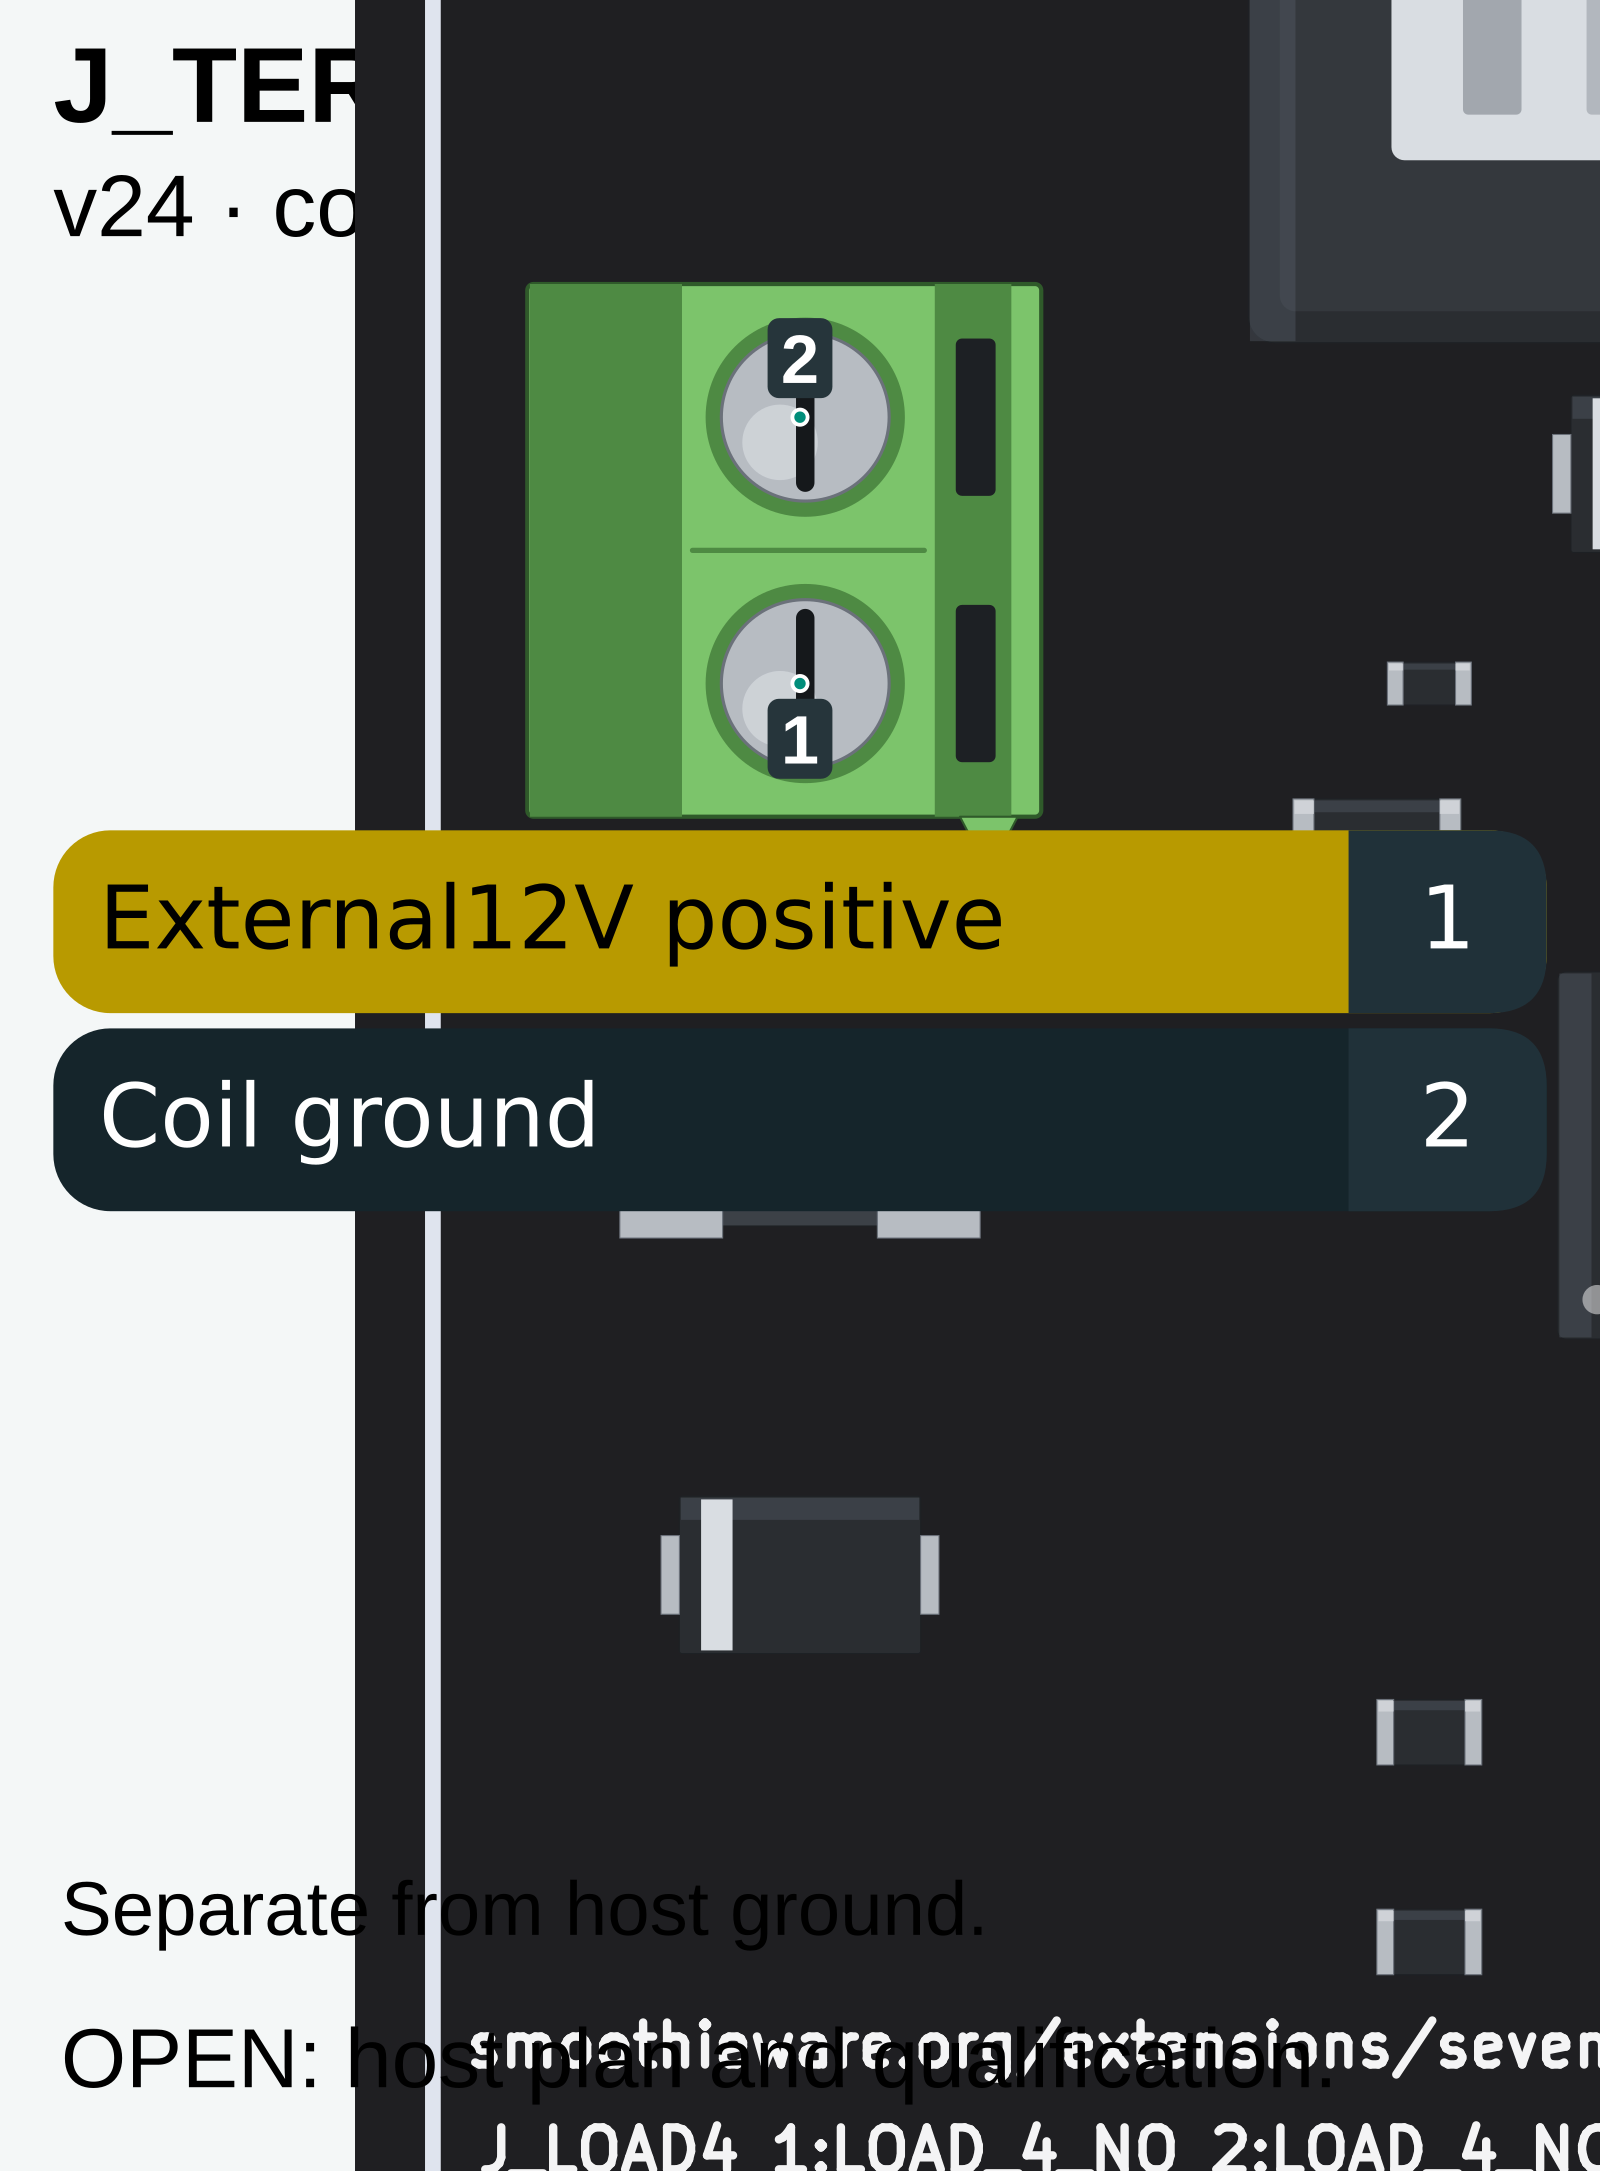 J_TER
v24 · co
2
1
External12V positive 1
Coil ground 2
Separate from host ground.
smoothieware.org/extensions/seven
OPEN: host plan and qualification.
J_LOAD4 1:LOAD_4_NO 2:LOAD_4_NO